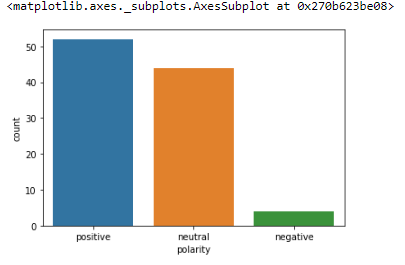 <matplotlib.axes._subplots.AxesSubplot at 0x270b623be08>
50
40
30
20
10
0
count
positive neutral negative
polarity